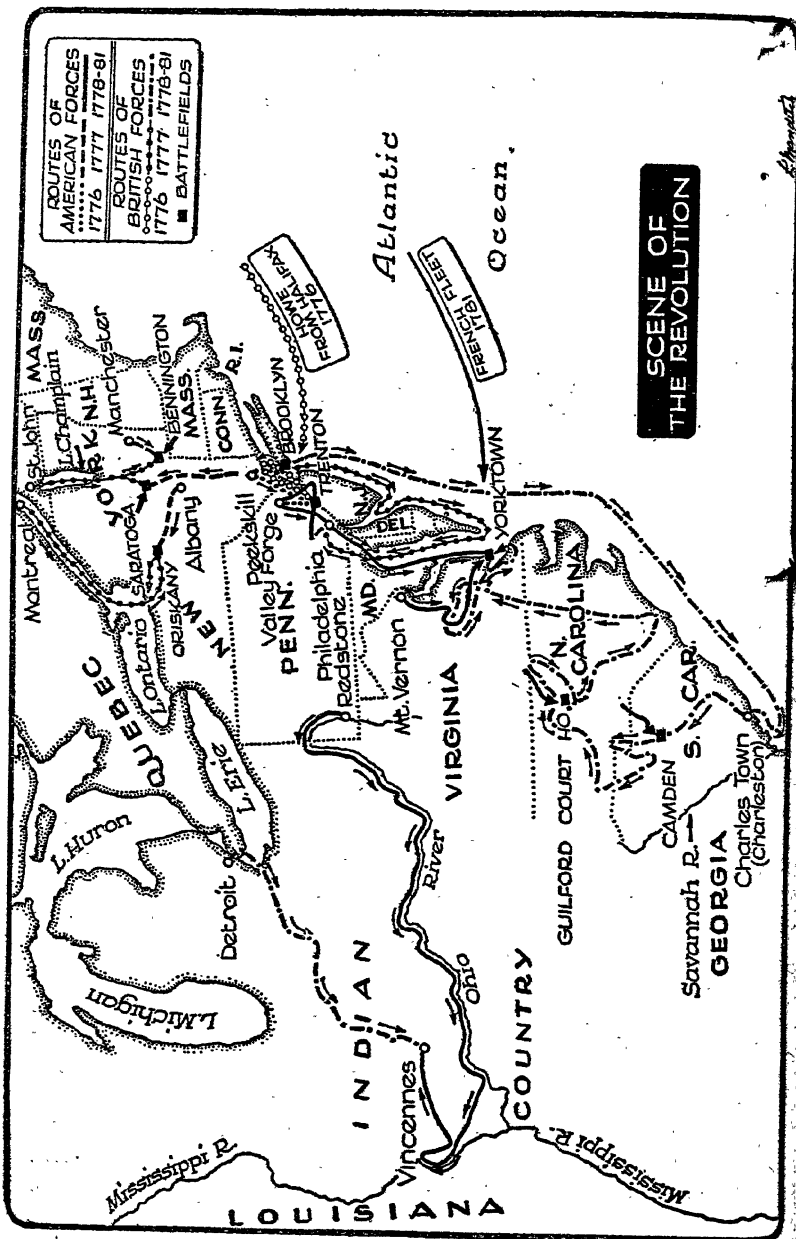 ROUTES OF
AMERICAN FORCES
1776 1777 1778-81
ROUTES OF
BRITISH FORCES
1776 1777 1778-81
BATTLEFIELDS
SCENE OF
THE REVOLUTION
Atlantic
Ocean.
HOWE
FROM HALIFAX
1776
FRENCH FLEET
1781
Montreal
St. John
MASS.
L.Champlain
N.H.
Manchester
BENNINGTON
MASS.
CONN.
R.I.
BROOKLYN
TRENTON
NEW YORK
SARATOGA
ORISKANY
Albany
Peekskill
Valley Forge
PENN.
Philadelphia
Redstone
N.J.
DEL.
MD.
Mt. Vernon
YORKTOWN
VIRGINIA
N.
CAROLINA
GUILFORD COURT HO.
S. CAR.
CAMDEN
Savannah R.
GEORGIA
Charles Town
(Charleston)
QUEBEC
L.Ontario
L. Erie
L.Huron
L.Michigan
Detroit
INDIAN
COUNTRY
Ohio
River
Vincennes
Mississippi R.
Mississippi R.
LOUISIANA